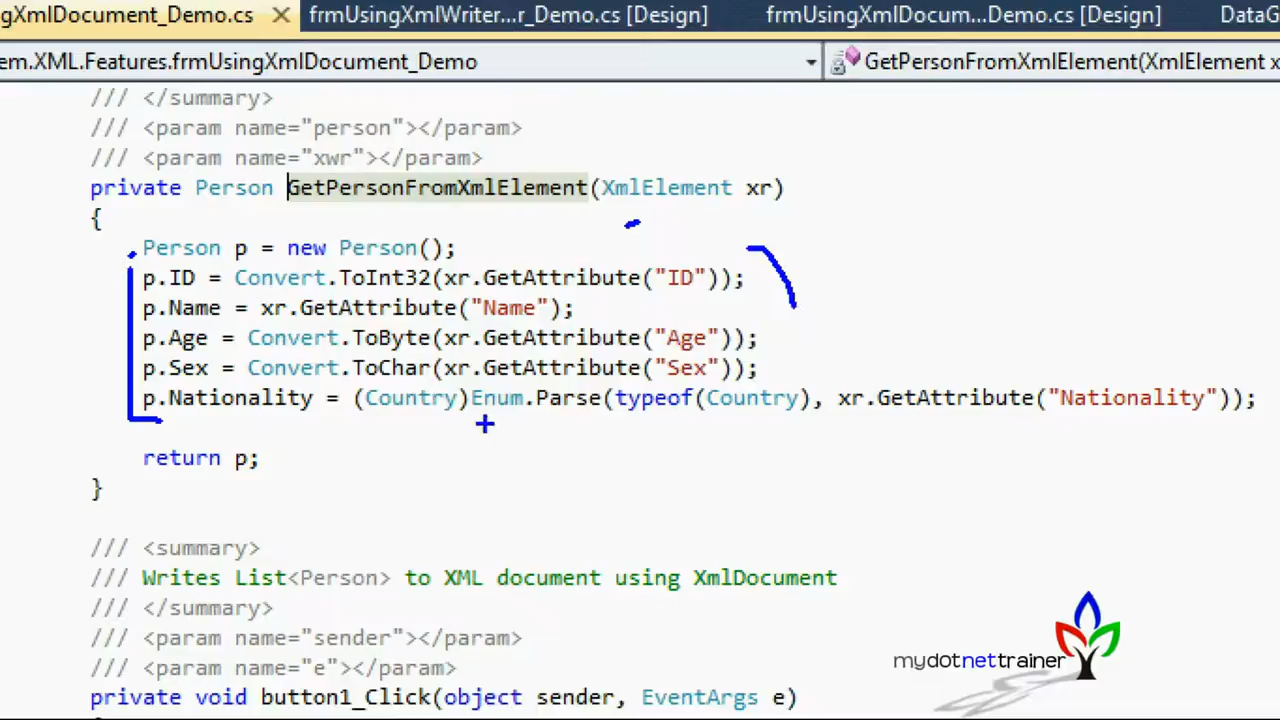 gXmlDocument_Demo.cs frmUsingXmlWriter...r_Demo.cs [Design] frmUsingXmlDocum...Demo.cs [Design] DataG
em.XML.Features.frmUsingXmlDocument_Demo GetPersonFromXmlElement(XmlElement x
/// </summary>
/// <param name="person"></param>
/// <param name="xwr"></param>
private Person GetPersonFromXmlElement(XmlElement xr)
{
Person p = new Person();
p.ID = Convert.ToInt32(xr.GetAttribute("ID"));
p.Name = xr.GetAttribute("Name");
p.Age = Convert.ToByte(xr.GetAttribute("Age"));
p.Sex = Convert.ToChar(xr.GetAttribute("Sex"));
p.Nationality = (Country)Enum.Parse(typeof(Country), xr.GetAttribute("Nationality"));
return p;
}
/// <summary>
/// Writes List<Person> to XML document using XmlDocument
/// </summary>
/// <param name="sender"></param>
/// <param name="e"></param>
mydotnettrainer
private void button1_Click(object sender, EventArgs e)